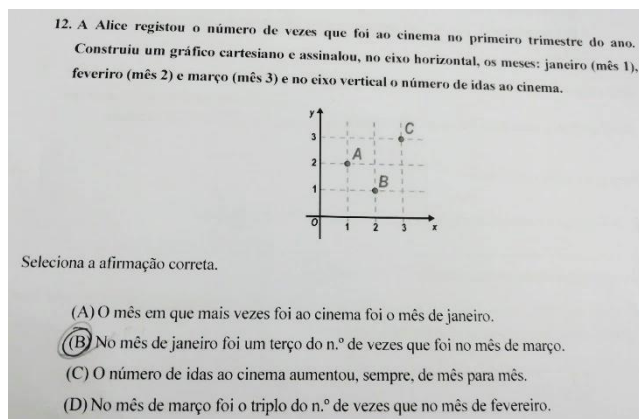 12. A Alice registou o número de vezes que foi ao cinema no primeiro trimestre do ano.
Construiu um gráfico cartesiano e assinalou, no eixo horizontal, os meses: janeiro (mês 1),
feveriro (mês 2) e março (mês 3) e no eixo vertical o número de idas ao cinema.
y
3
C
2
A
1
B
O
1 2 3 x
Seleciona a afirmação correta.
(A) O mês em que mais vezes foi ao cinema foi o mês de janeiro.
(B) No mês de janeiro foi um terço do n.º de vezes que foi no mês de março.
(C) O número de idas ao cinema aumentou, sempre, de mês para mês.
(D) No mês de março foi o triplo do n.º de vezes que no mês de fevereiro.